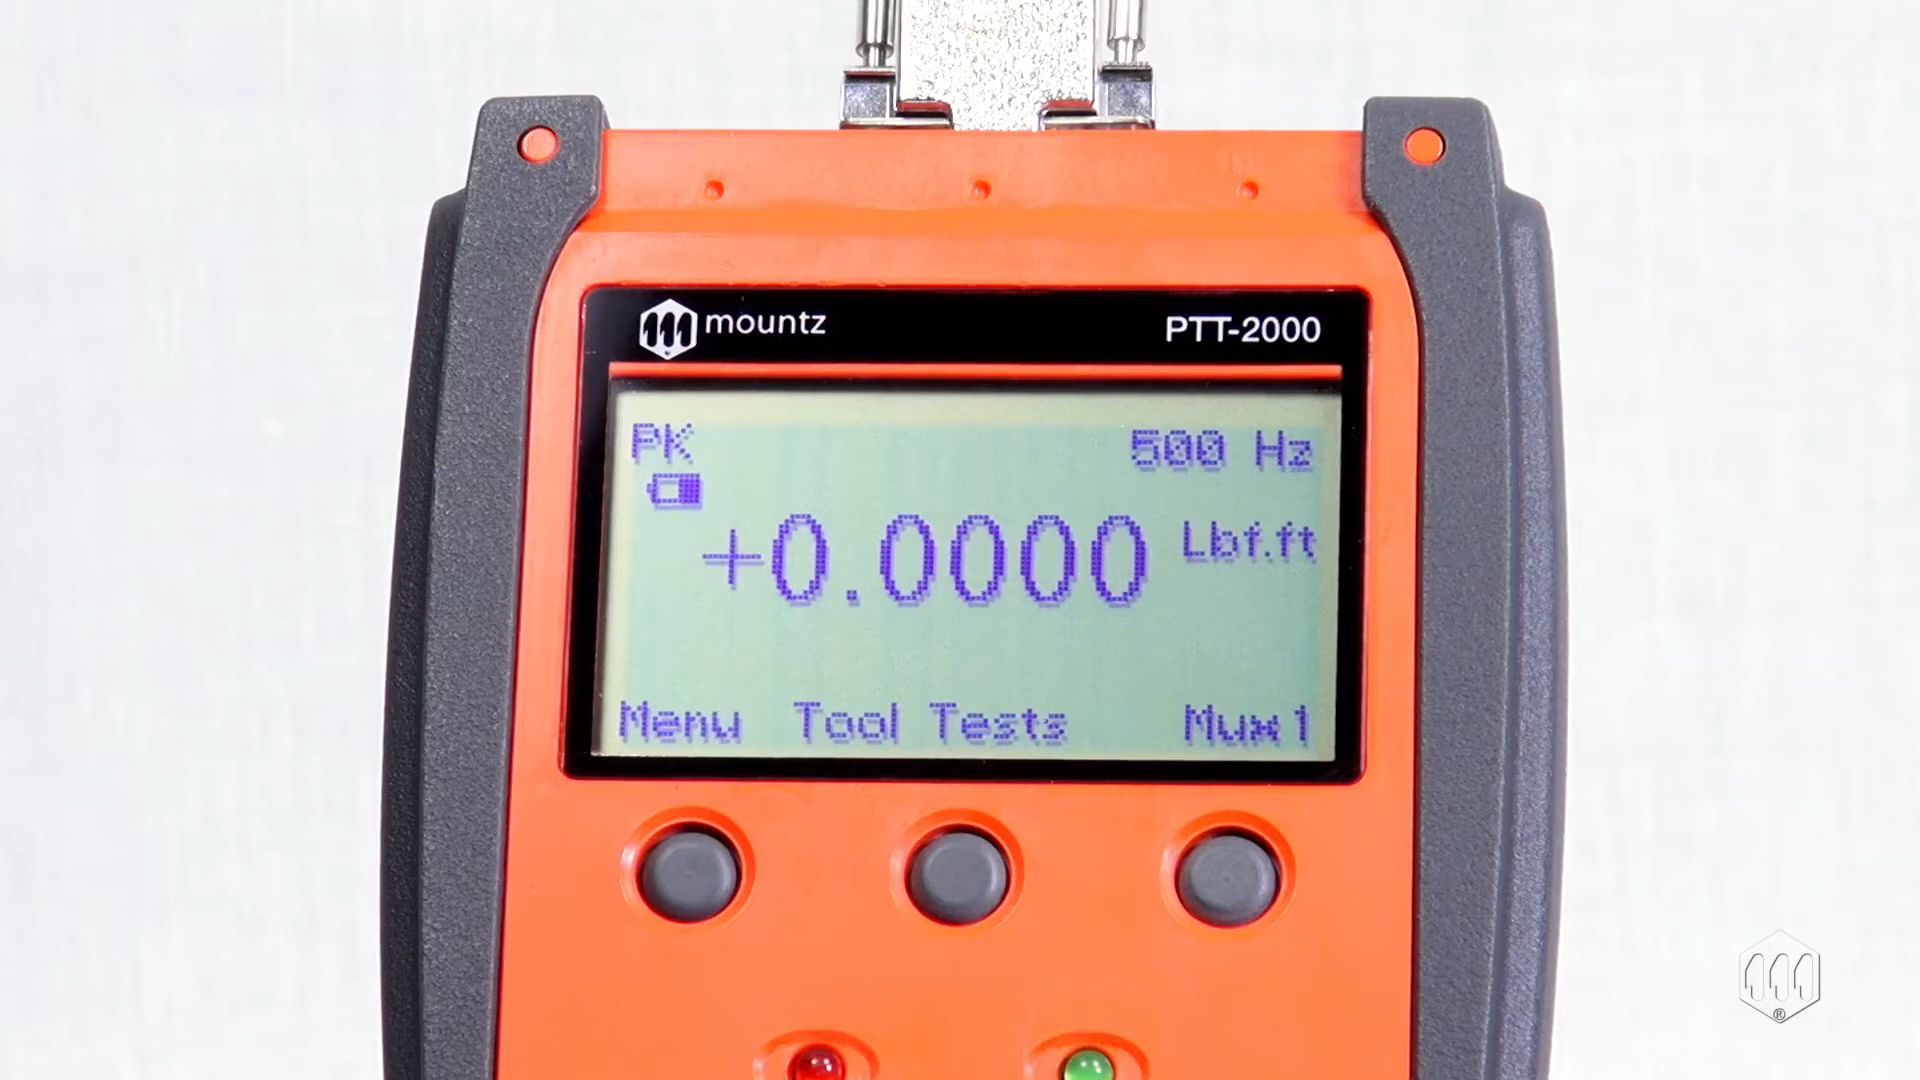 mountz
PTT-2000
PK
500 Hz
+0.0000 Lbf.ft
Menu Tool Tests Mux1
®